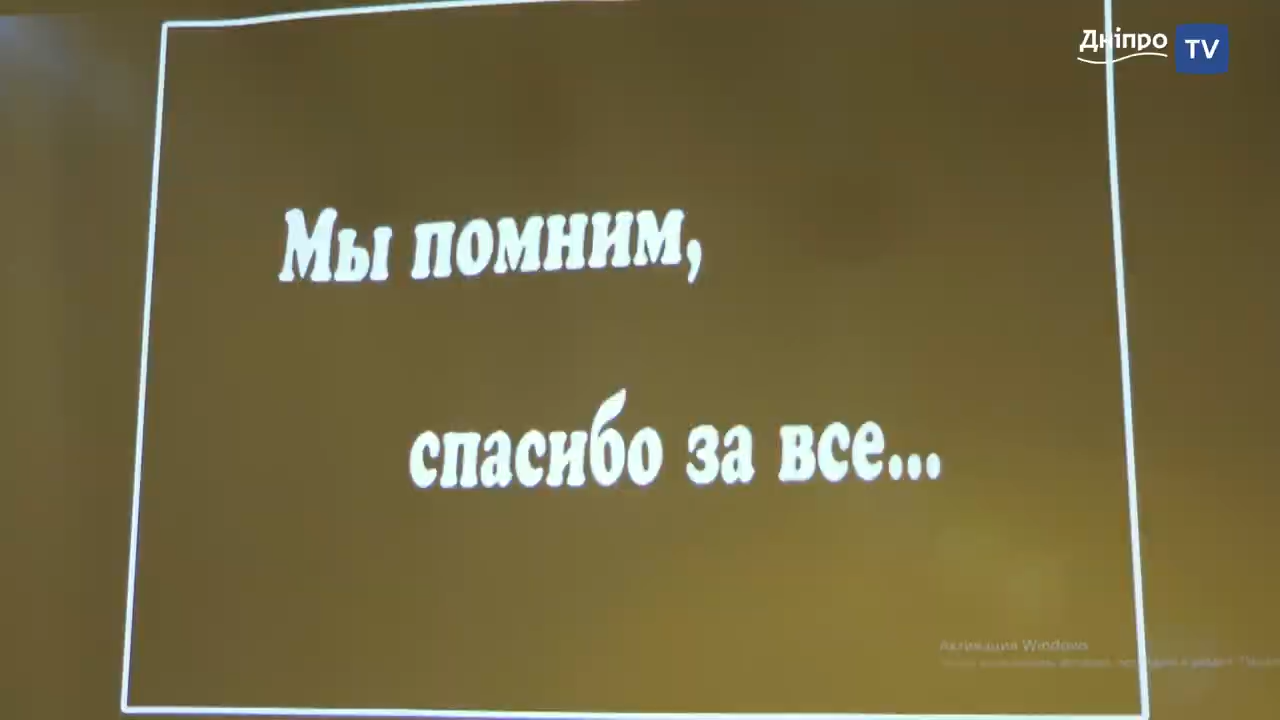 Дніпро TV
Мы помним,
спасибо за все...
Активация Windows